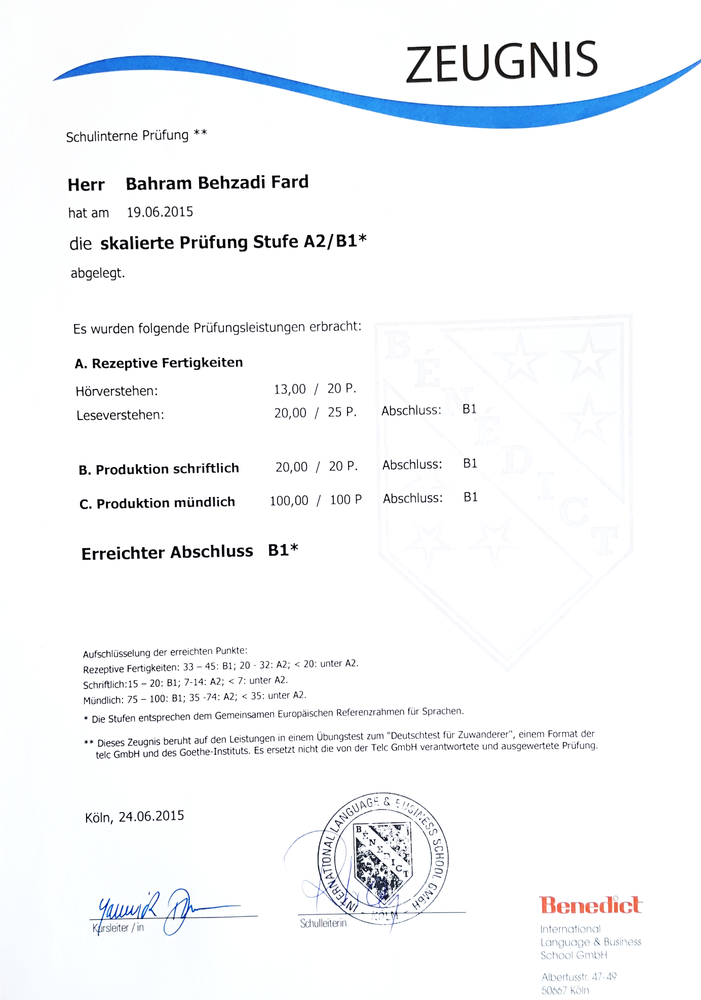 ZEUGNIS
Schulinterne Prüfung **
Herr Bahram Behzadi Fard
hat am 19.06.2015
die skalierte Prüfung Stufe A2/B1*
abgelegt.
Es wurden folgende Prüfungsleistungen erbracht:
A. Rezeptive Fertigkeiten
Hörverstehen: 13,00 / 20 P.
Leseverstehen: 20,00 / 25 P. Abschluss: B1
B. Produktion schriftlich 20,00 / 20 P. Abschluss: B1
C. Produktion mündlich 100,00 / 100 P Abschluss: B1
Erreichter Abschluss B1*
BÉNÉDICT
Aufschlüsselung der erreichten Punkte:
Rezeptive Fertigkeiten: 33 – 45: B1; 20 - 32: A2; < 20: unter A2.
Schriftlich:15 – 20: B1; 7-14: A2; < 7: unter A2.
Mündlich: 75 – 100: B1; 35 -74: A2; < 35: unter A2.
* Die Stufen entsprechen dem Gemeinsamen Europäischen Referenzrahmen für Sprachen.
** Dieses Zeugnis beruht auf den Leistungen in einem Übungstest zum "Deutschtest für Zuwanderer", einem Format der
telc GmbH und des Goethe-Instituts. Es ersetzt nicht die von der Telc GmbH verantwortete und ausgewertete Prüfung.
Köln, 24.06.2015
INTERNATIONAL LANGUAGE & BUSINESS SCHOOL GMBH
- KÖLN -
BÉNEDICT
Yannick
Kursleiter / in
Schulleiterin
Benedict
International
Language & Business
School GmbH
Albertusstr. 47-49
50667 Köln